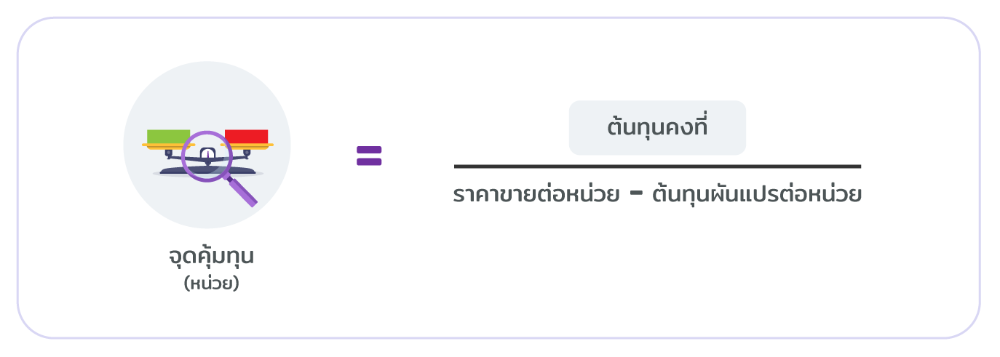 จุดคุ้มทุน
(หน่วย)
=
ต้นทุนคงที่
ราคาขายต่อหน่วย - ต้นทุนผันแปรต่อหน่วย